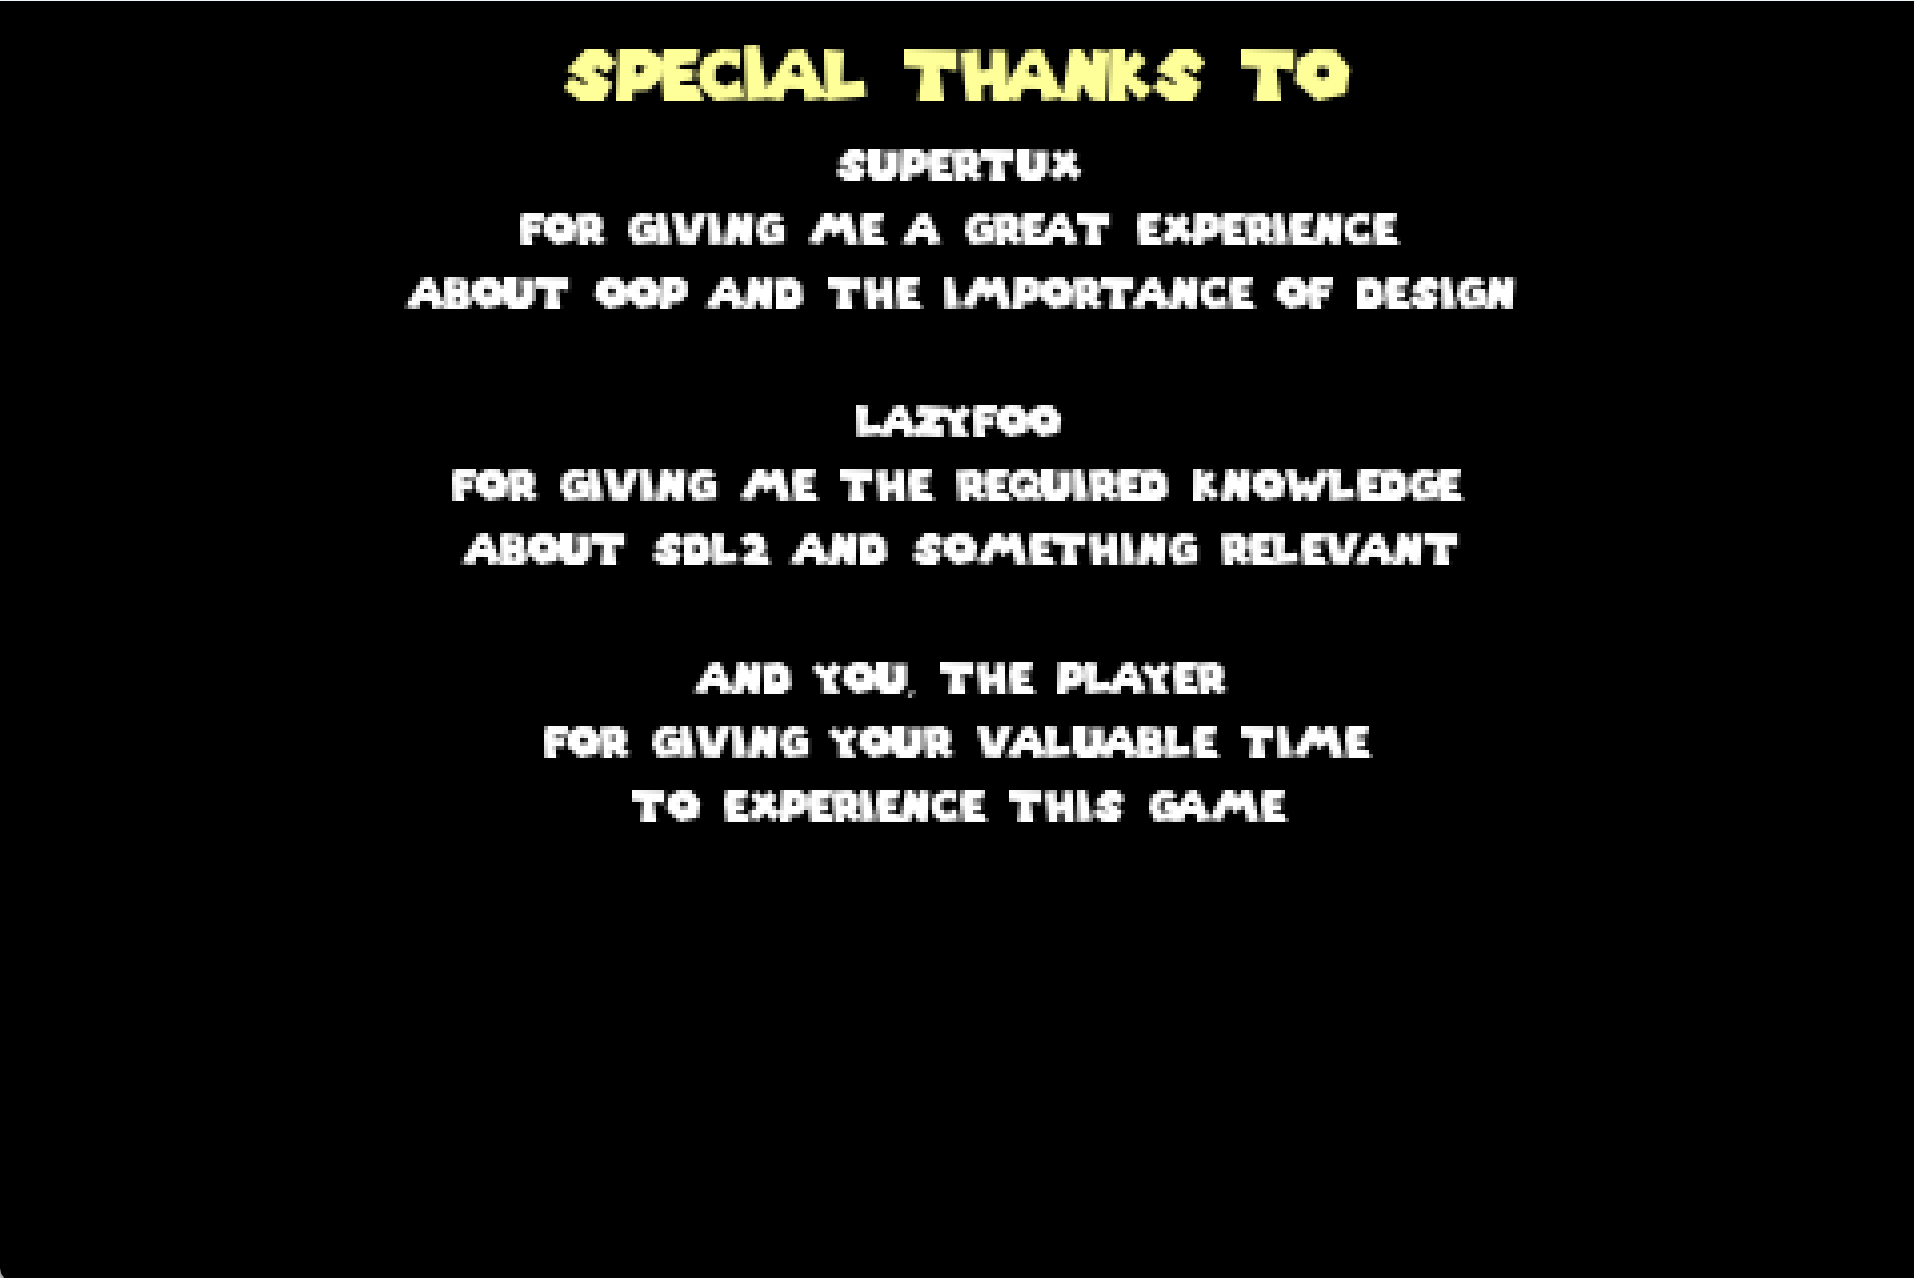 SPECIAL THANKS TO
SUPERTUX
FOR GIVING ME A GREAT EXPERIENCE
ABOUT OOP AND THE IMPORTANCE OF DESIGN
LAZYFOO
FOR GIVING ME THE REQUIRED KNOWLEDGE
ABOUT SDL2 AND SOMETHING RELEVANT
AND YOU, THE PLAYER
FOR GIVING YOUR VALUABLE TIME
TO EXPERIENCE THIS GAME